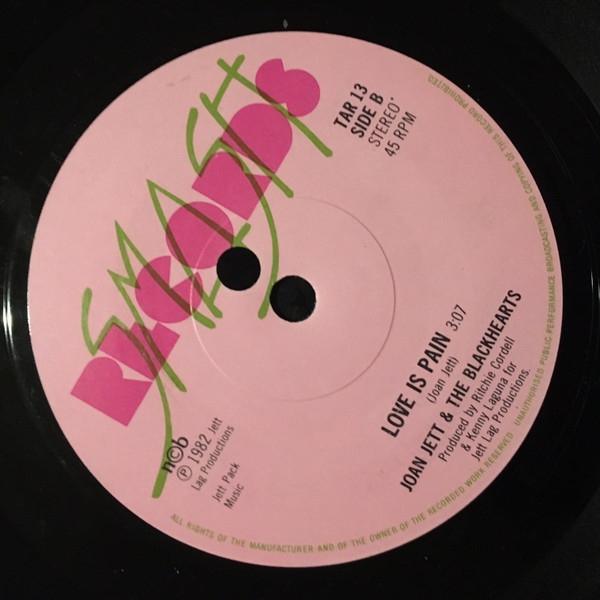 SMASH
RECORDS
TAR 13
SIDE B
STEREO
45 RPM
LOVE IS PAIN 3:07
(Joan Jett)
JOAN JETT & THE BLACKHEARTS
Produced by Ritchie Cordell
& Kenny Laguna for
Jett Lag Productions.
n©b
℗ 1982 Jett
Lag Productions
Jett Pack
Music
ALL RIGHTS OF THE MANUFACTURER AND OF THE OWNER OF THE RECORDED WORK RESERVED. UNAUTHORISED PUBLIC PERFORMANCE BROADCASTING AND COPYING OF THIS RECORD PROHIBITED.